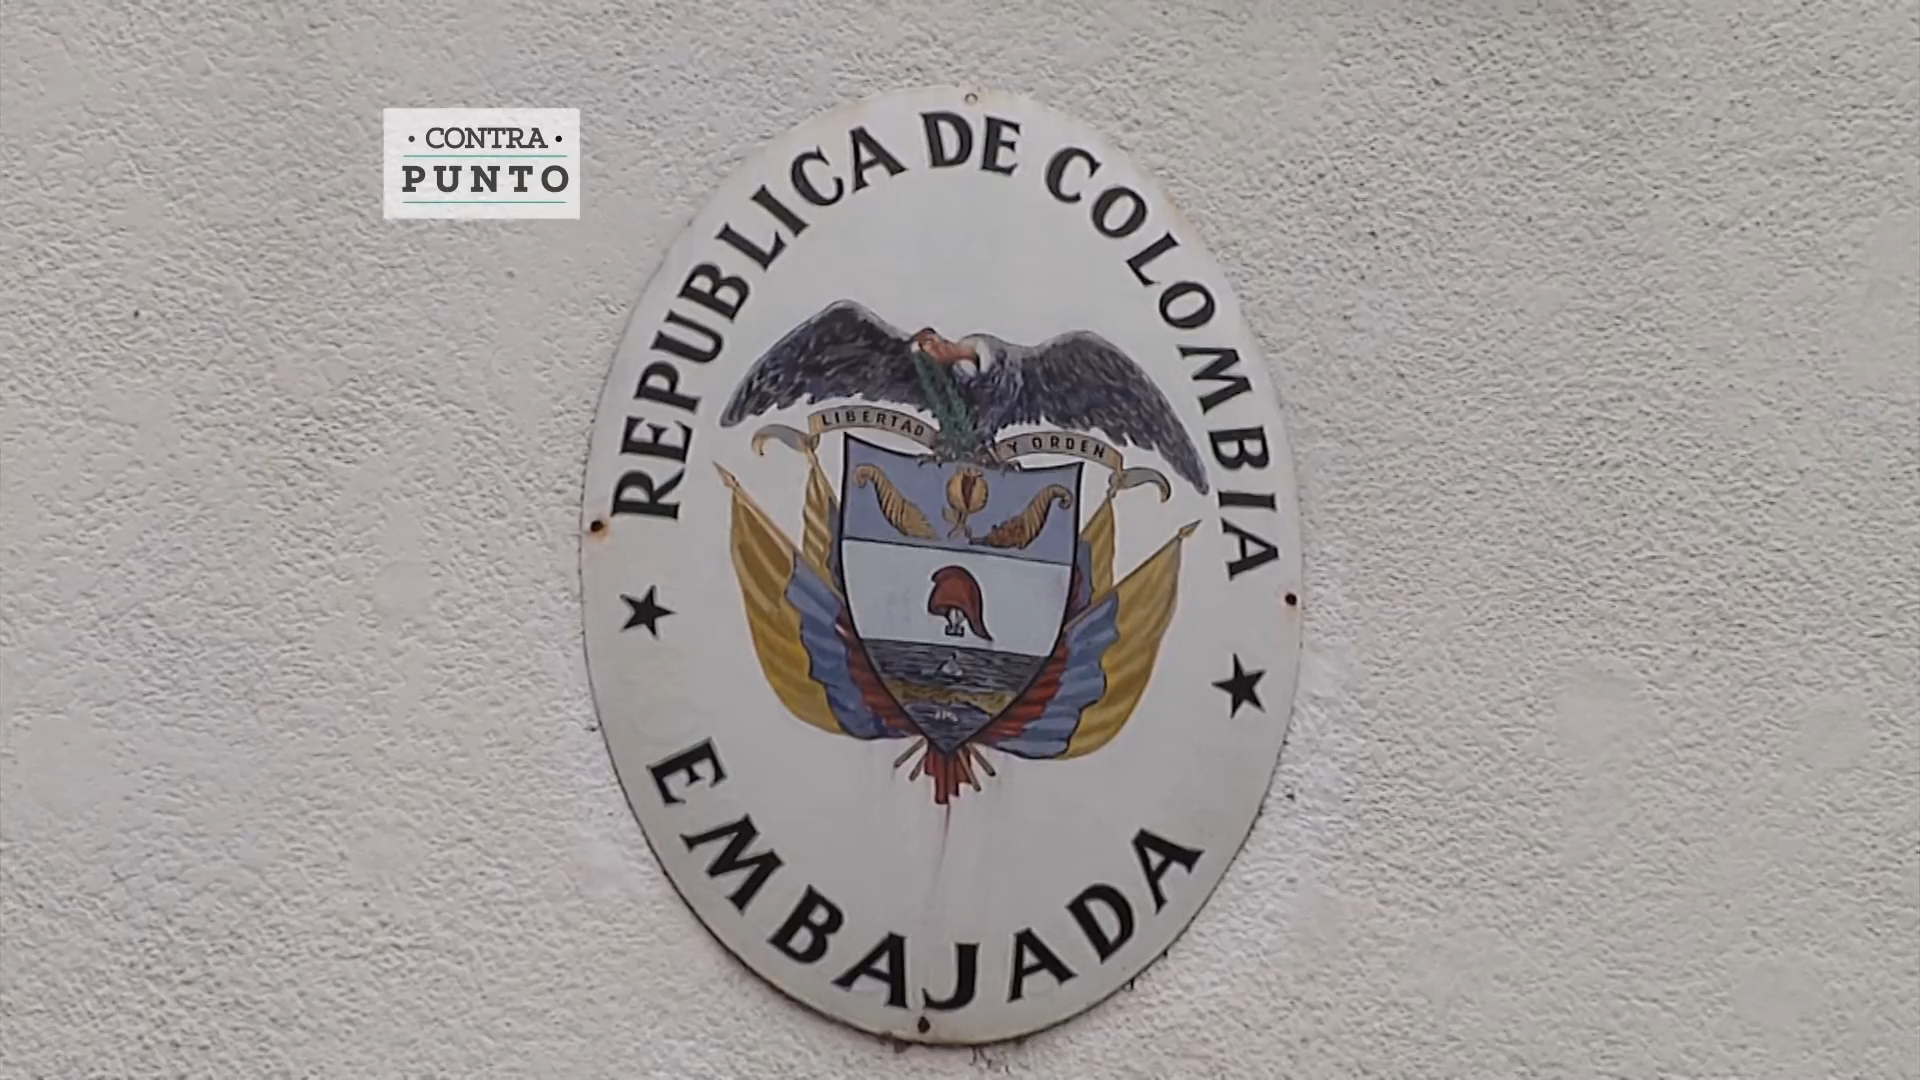 · CONTRA ·
PUNTO
REPUBLICA DE COLOMBIA
LIBERTAD Y ORDEN
EMBAJADA